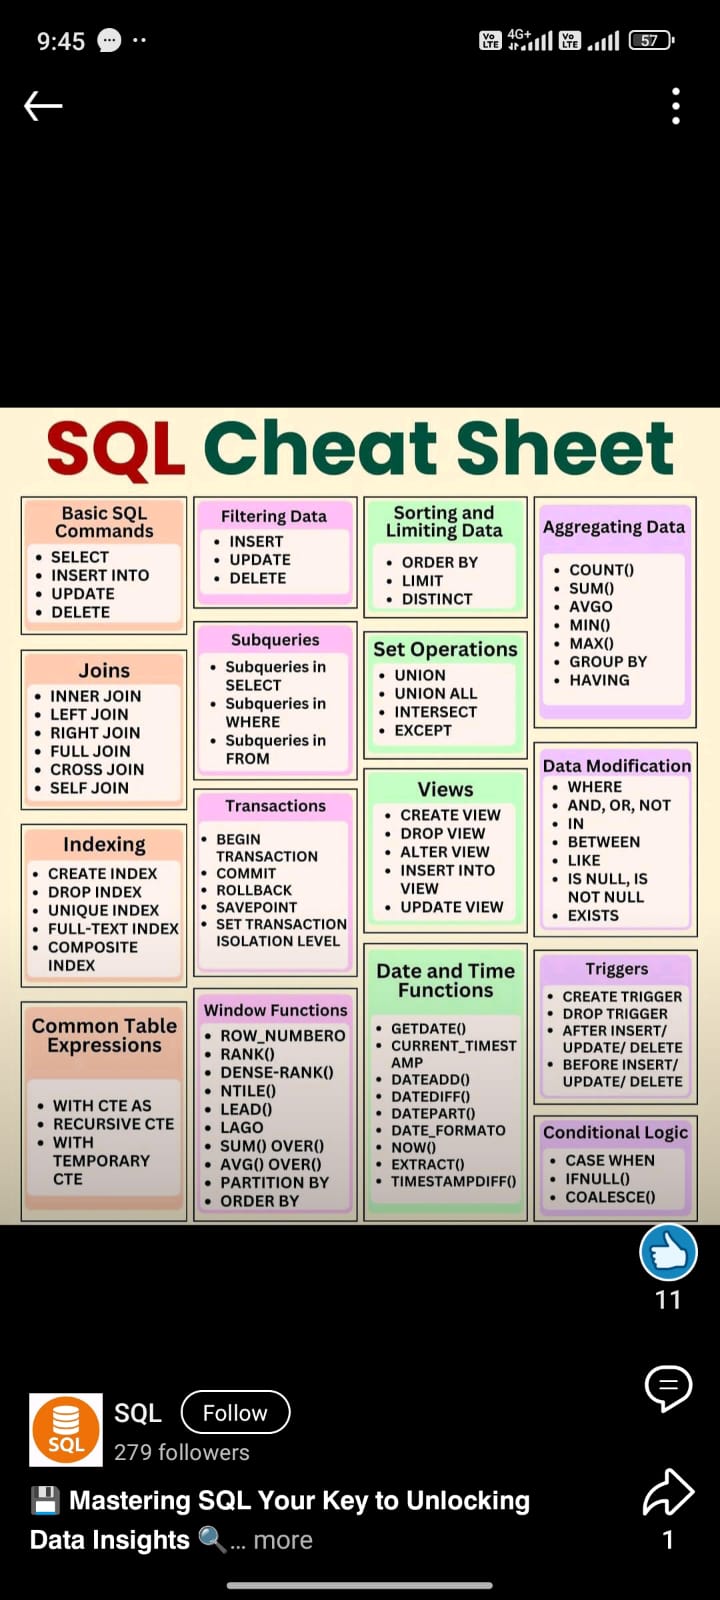 9:45
Vo LTE 4G+ Vo LTE 57
SQL Cheat Sheet
Basic SQL
Commands
• SELECT
• INSERT INTO
• UPDATE
• DELETE
Joins
• INNER JOIN
• LEFT JOIN
• RIGHT JOIN
• FULL JOIN
• CROSS JOIN
• SELF JOIN
Indexing
• CREATE INDEX
• DROP INDEX
• UNIQUE INDEX
• FULL-TEXT INDEX
• COMPOSITE
INDEX
Common Table
Expressions
• WITH CTE AS
• RECURSIVE CTE
• WITH
TEMPORARY
CTE
Filtering Data
• INSERT
• UPDATE
• DELETE
Subqueries
• Subqueries in
SELECT
• Subqueries in
WHERE
• Subqueries in
FROM
Transactions
• BEGIN
TRANSACTION
• COMMIT
• ROLLBACK
• SAVEPOINT
• SET TRANSACTION
ISOLATION LEVEL
Window Functions
• ROW_NUMBERO
• RANK()
• DENSE-RANK()
• NTILE()
• LEAD()
• LAGO
• SUM() OVER()
• AVG() OVER()
• PARTITION BY
• ORDER BY
Sorting and
Limiting Data
• ORDER BY
• LIMIT
• DISTINCT
Set Operations
• UNION
• UNION ALL
• INTERSECT
• EXCEPT
Views
• CREATE VIEW
• DROP VIEW
• ALTER VIEW
• INSERT INTO
VIEW
• UPDATE VIEW
Date and Time
Functions
• GETDATE()
• CURRENT_TIMEST
AMP
• DATEADD()
• DATEDIFF()
• DATEPART()
• DATE_FORMATO
• NOW()
• EXTRACT()
• TIMESTAMPDIFF()
Aggregating Data
• COUNT()
• SUM()
• AVGO
• MIN()
• MAX()
• GROUP BY
• HAVING
Data Modification
• WHERE
• AND, OR, NOT
• IN
• BETWEEN
• LIKE
• IS NULL, IS
NOT NULL
• EXISTS
Triggers
• CREATE TRIGGER
• DROP TRIGGER
• AFTER INSERT/
UPDATE/ DELETE
• BEFORE INSERT/
UPDATE/ DELETE
Conditional Logic
• CASE WHEN
• IFNULL()
• COALESCE()
11
SQL
SQL Follow
279 followers
💾 Mastering SQL Your Key to Unlocking
Data Insights 🔍... more
1